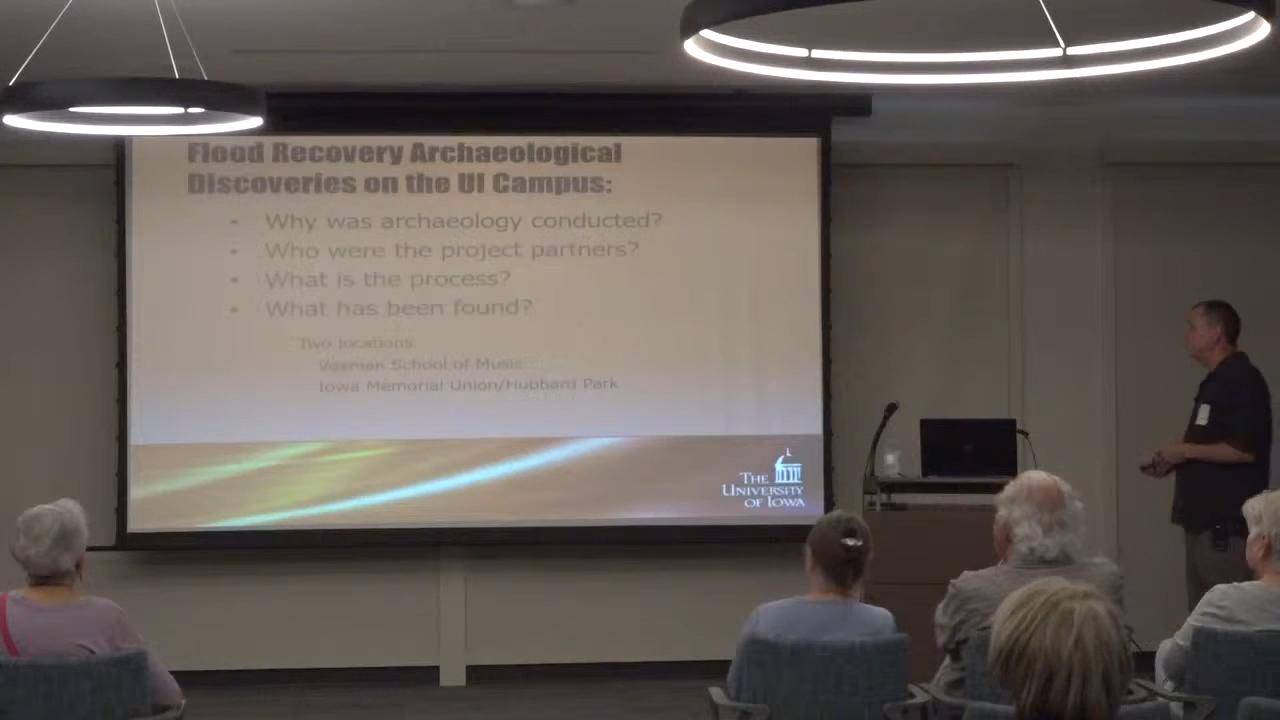 Flood Recovery Archaeological
Discoveries on the UI Campus:
• Why was archaeology conducted?
• Who were the project partners?
• What is the process?
• What has been found?
Two locations:
Voxman School of Music
Iowa Memorial Union/Hubbard Park
THE
UNIVERSITY
OF IOWA